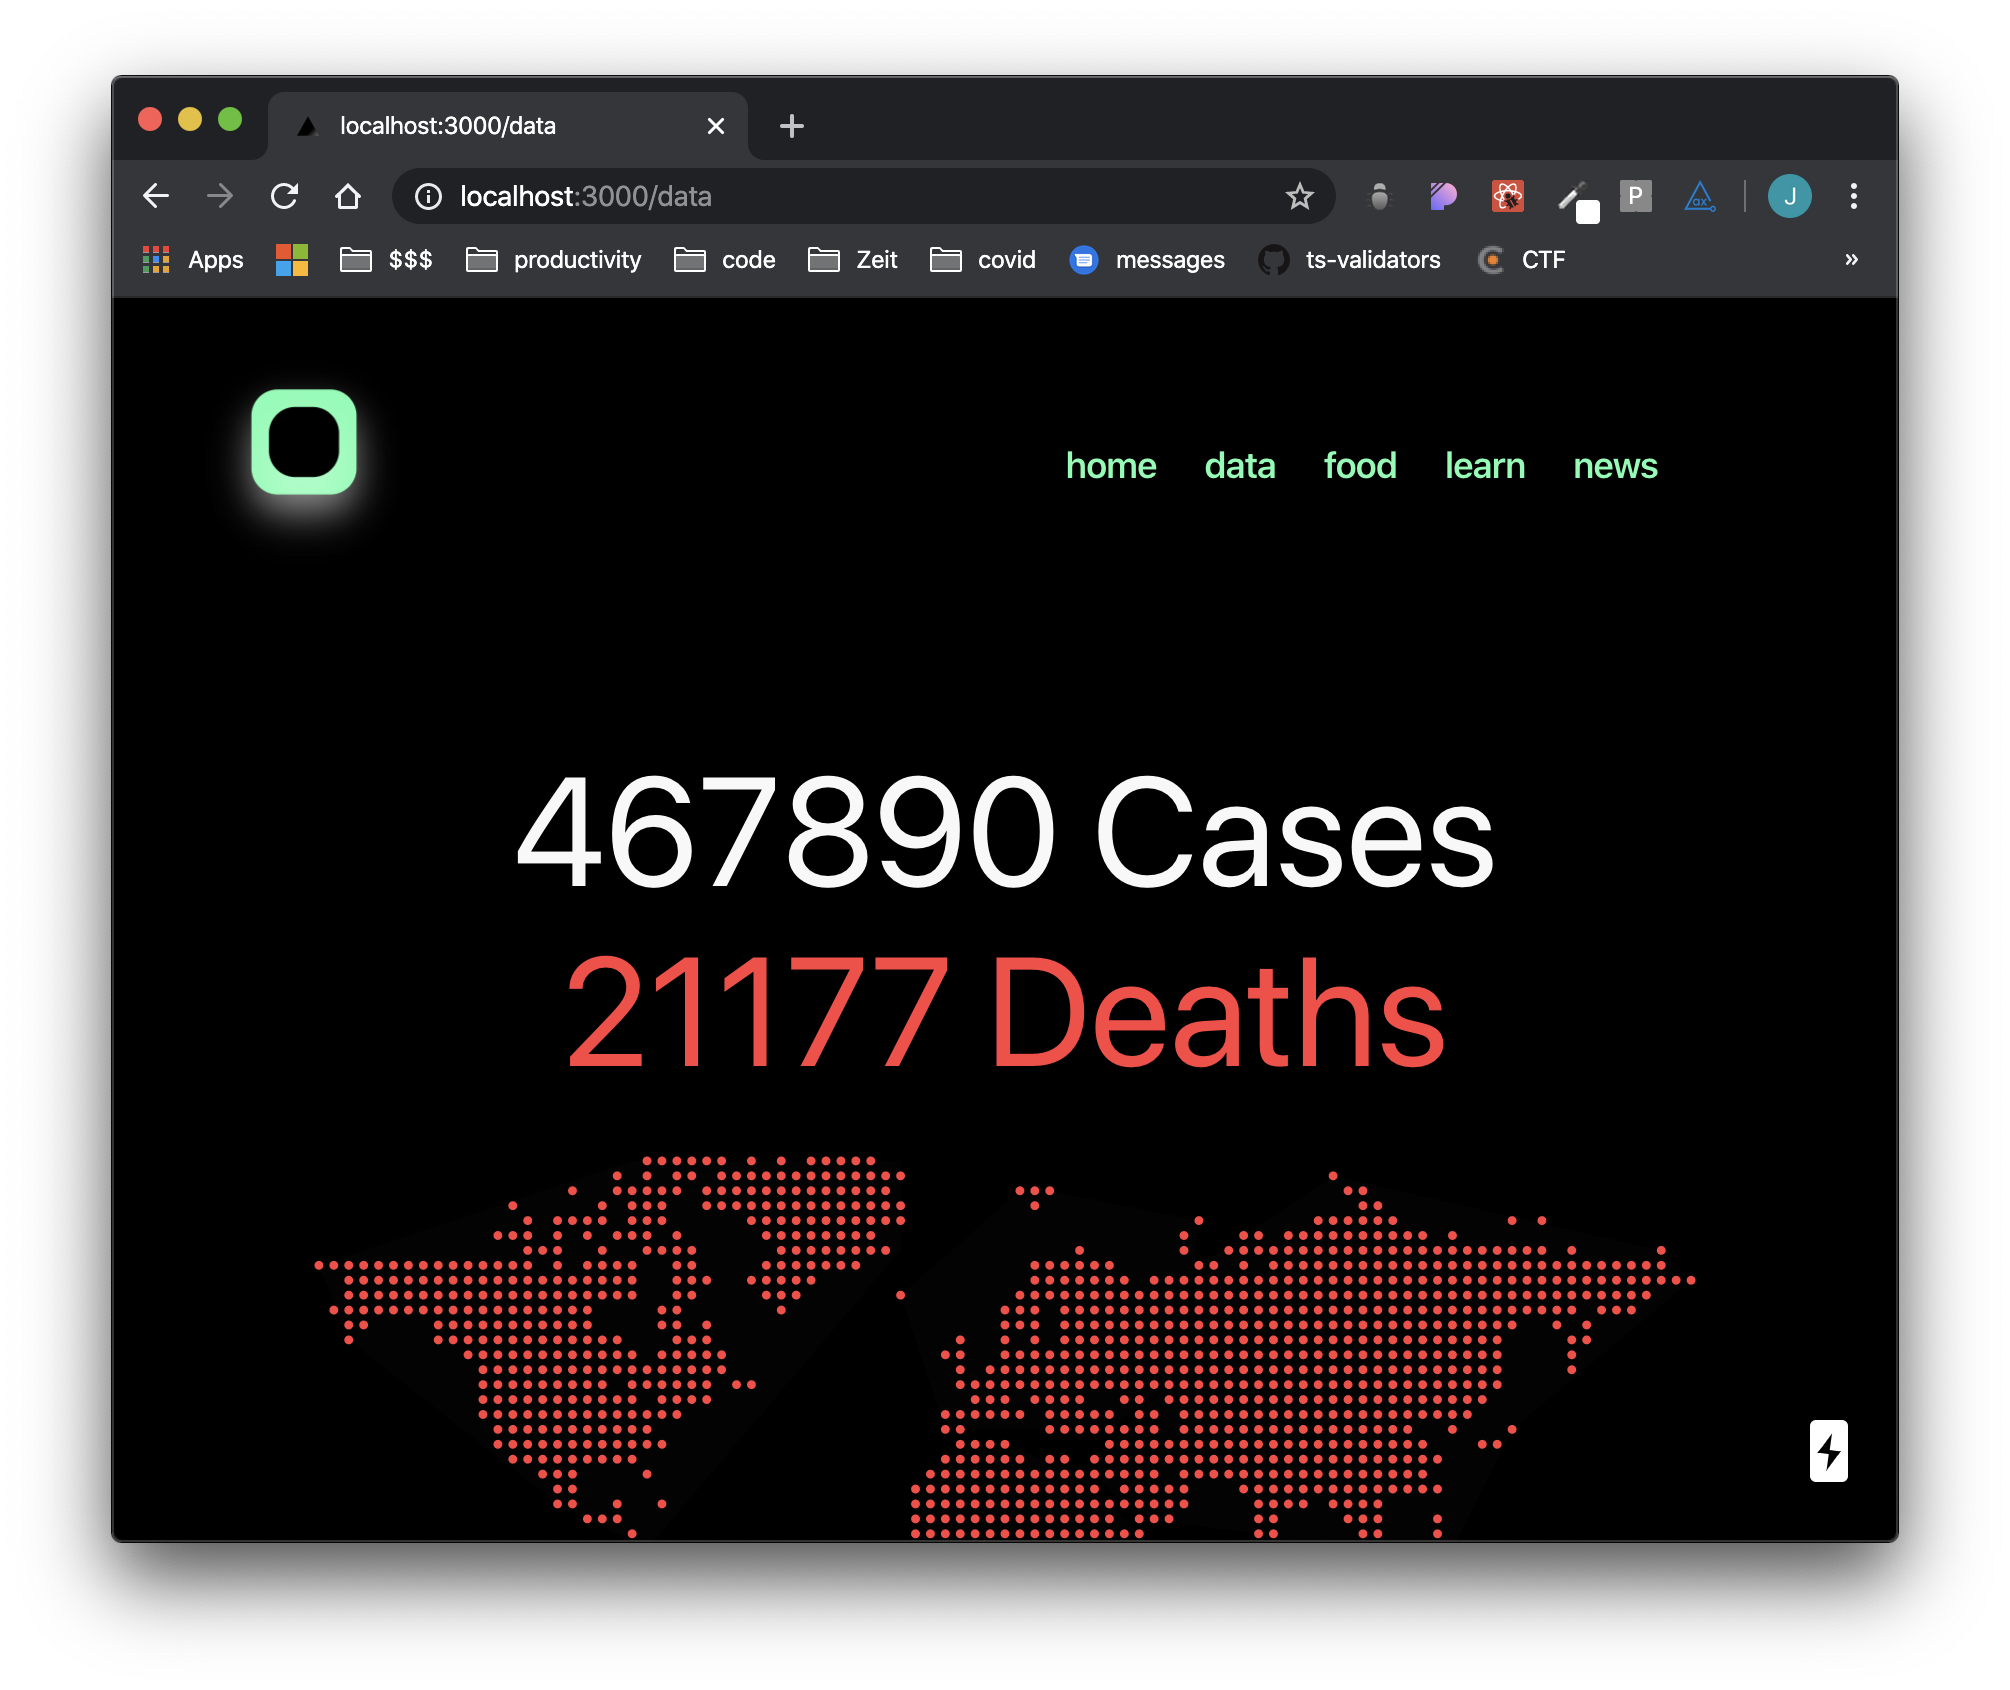 localhost:3000/data
localhost:3000/data
J
P
ax
Apps $$$ productivity code Zeit covid messages ts-validators CTF »
home data food learn news
467890 Cases
21177 Deaths